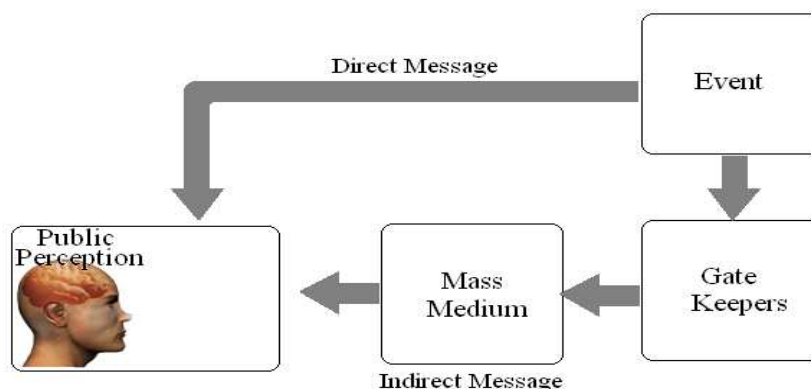 Direct Message
Event
Public
Perception
Mass
Medium
Gate
Keepers
Indirect Message